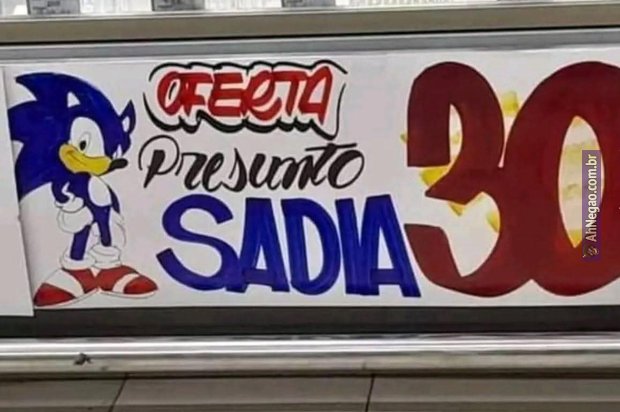 OFERTA
Presunto
SADIA
30
AhNegao.com.br